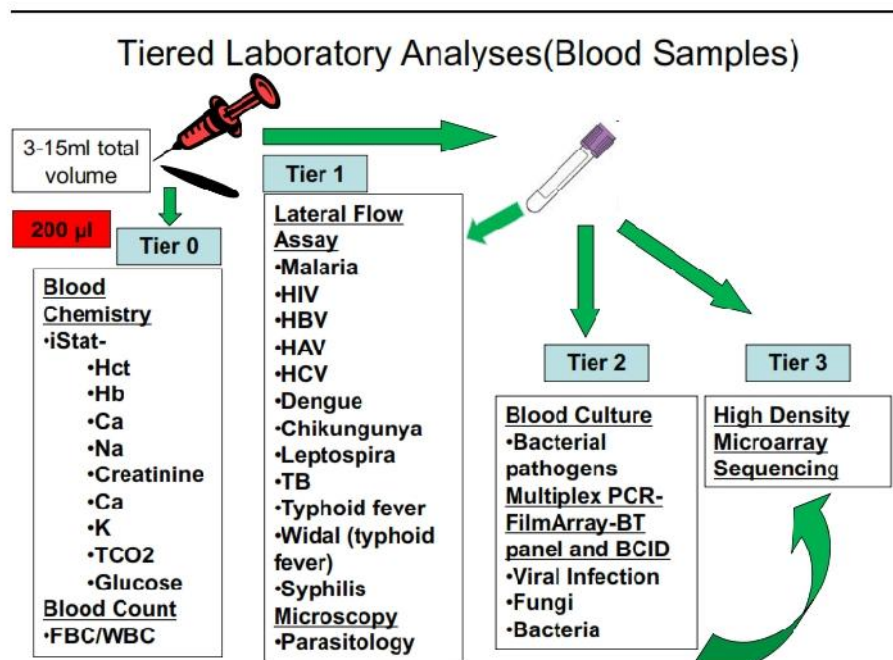 Tiered Laboratory Analyses(Blood Samples)
3-15ml total
volume
200 µl
Tier 0
Blood
Chemistry
•iStat-
•Hct
•Hb
•Ca
•Na
•Creatinine
•Ca
•K
•TCO2
•Glucose
Blood Count
•FBC/WBC
Tier 1
Lateral Flow
Assay
•Malaria
•HIV
•HBV
•HAV
•HCV
•Dengue
•Chikungunya
•Leptospira
•TB
•Typhoid fever
•Widal (typhoid
fever)
•Syphilis
Microscopy
•Parasitology
Tier 2
Blood Culture
•Bacterial
pathogens
Multiplex PCR-
FilmArray-BT
panel and BCID
•Viral Infection
•Fungi
•Bacteria
Tier 3
High Density
Microarray
Sequencing